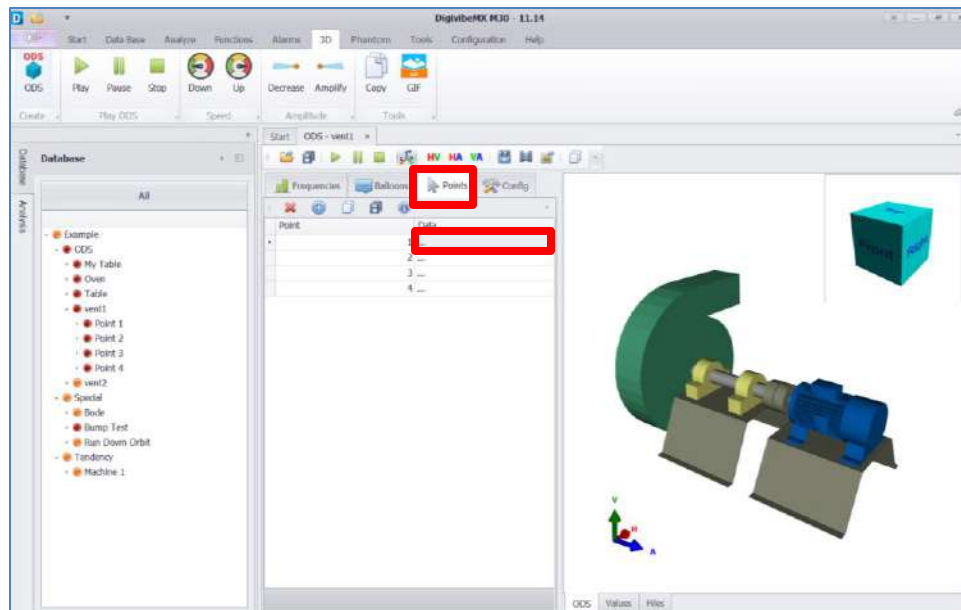 DigivibeMX M30 - 11.14
Start Data Base Analyze Functions Alarms 3D Phantom Tools Configuration Help
ODS
ODS Play Pause Stop Down Up Decrease Amplify Copy GIF
Create Play ODS Speed Amplitude Tools
Start ODS - vent1
Database
Analysis
Database
HV HA VA
Frequencies Balloons Points Config
All
Point Data
1 ...
2 ...
3 ...
4 ...
Example
ODS
My Table
Oven
Table
vent1
Point 1
Point 2
Point 3
Point 4
vent2
Special
Bode
Bump Test
Run Down Orbit
Tendency
Machine 1
Front Right
V
H
A
ODS Values Files